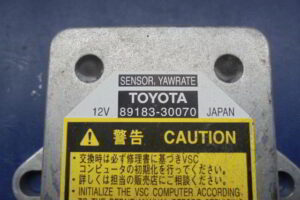 SENSOR, YAWRATE
TOYOTA
12V 89183-30070 JAPAN
警告 CAUTION
・交換時は必ず修理書に基づきVSC
コンピュータの初期化を行ってください。
・詳しくは担当の販売店にご相談ください。
・INITIALIZE THE VSC COMPUTER ACCORDING
TO THE